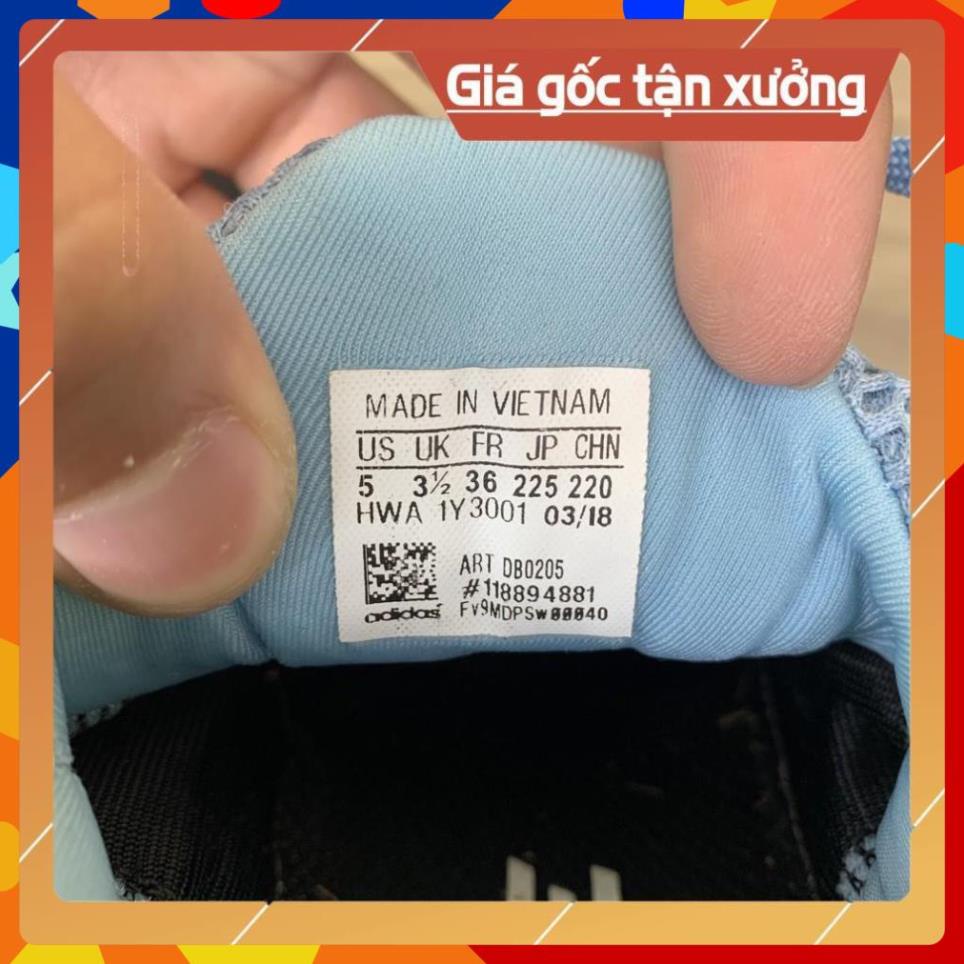 Giá gốc tận xưởng
MADE IN VIETNAM
US UK FR JP CHN
5 3½ 36 225 220
HWA 1Y3001 03/18
ART DB0205
#118894881
adidas